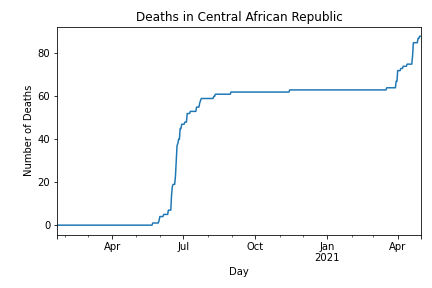 Deaths in Central African Republic
Number of Deaths
80
60
40
20
0
Apr
Jul
Oct
Jan
2021
Apr
Day